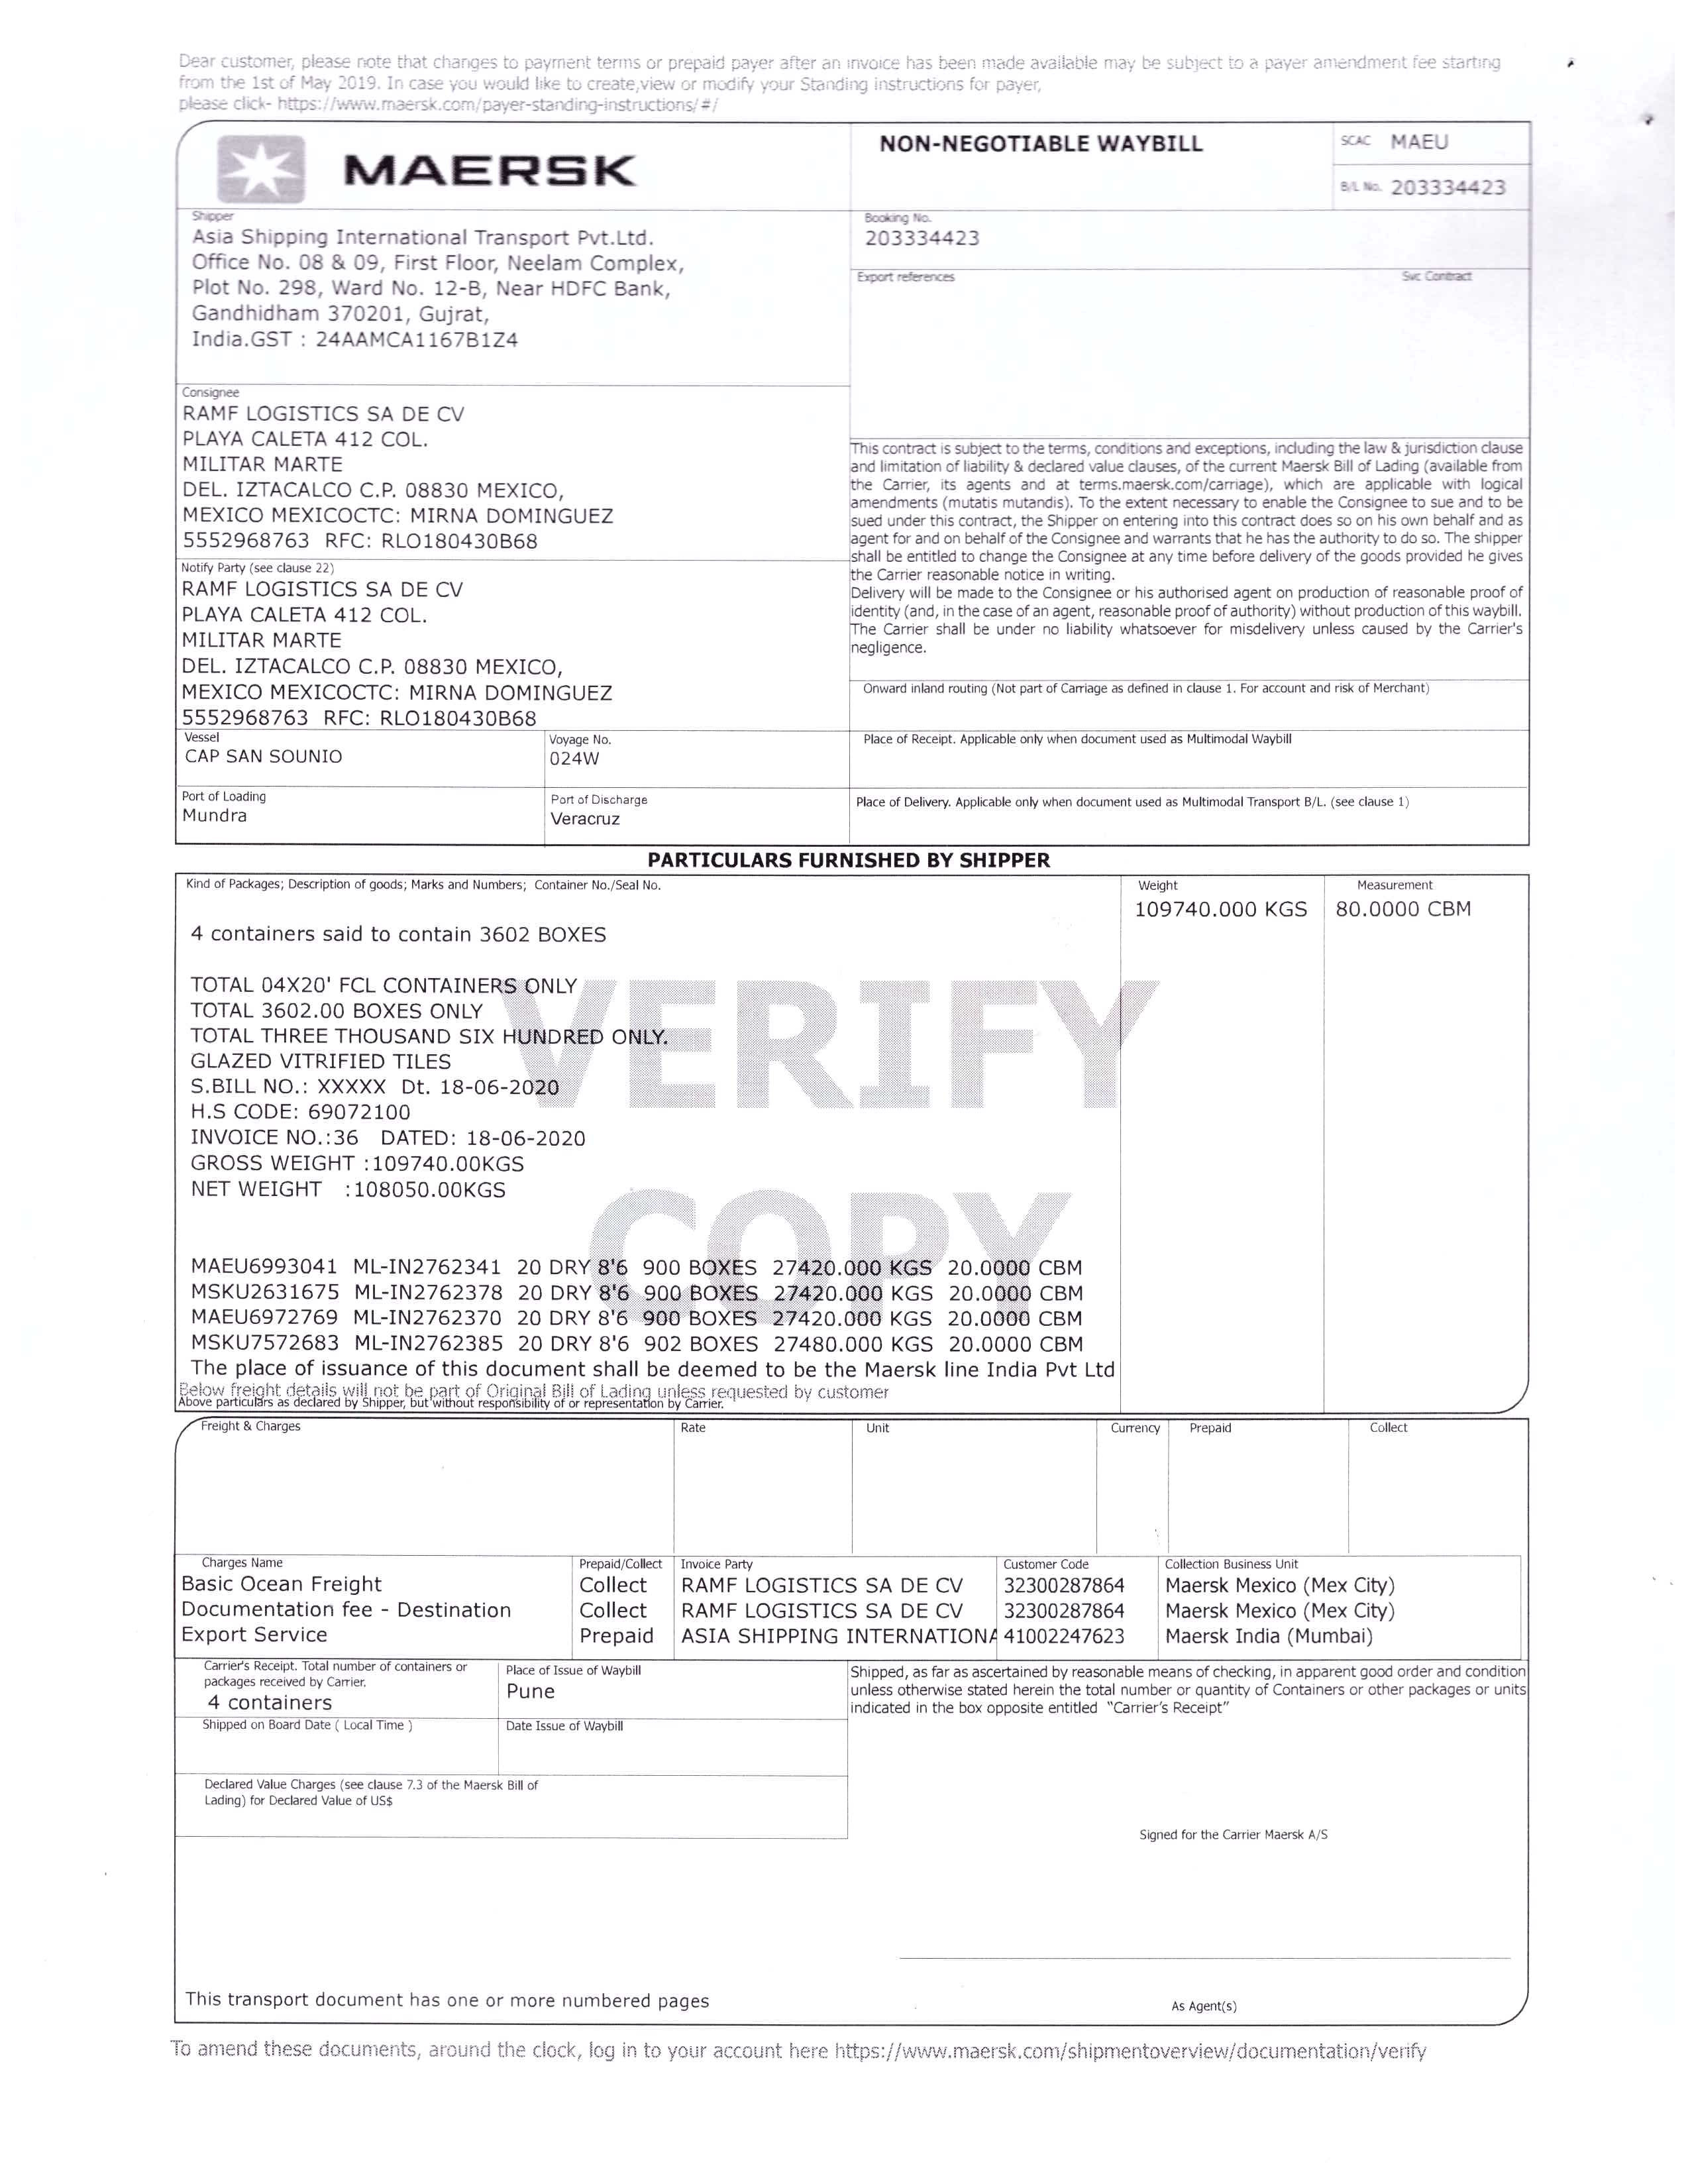 Dear customer, please note that changes to payment terms or prepaid payer after an invoice has been made available may be subject to a payer amendment fee starting
from the 1st of May 2019. In case you would like to create,view or modify your Standing instructions for payer,
please click- https://www.maersk.com/payer-standing-instructions/#/
MAERSK
NON-NEGOTIABLE WAYBILL
SCAC MAEU
B/L No. 203334423
Shipper
Asia Shipping International Transport Pvt.Ltd.
Office No. 08 & 09, First Floor, Neelam Complex,
Plot No. 298, Ward No. 12-B, Near HDFC Bank,
Gandhidham 370201, Gujrat,
India.GST : 24AAMCA1167B1Z4
Booking No.
203334423
Export references
Svc Contract
Consignee
RAMF LOGISTICS SA DE CV
PLAYA CALETA 412 COL.
MILITAR MARTE
DEL. IZTACALCO C.P. 08830 MEXICO,
MEXICO MEXICOCTC: MIRNA DOMINGUEZ
5552968763 RFC: RLO180430B68
This contract is subject to the terms, conditions and exceptions, including the law & jurisdiction clause
and limitation of liability & declared value clauses, of the current Maersk Bill of Lading (available from
the Carrier, its agents and at terms.maersk.com/carriage), which are applicable with logical
amendments (mutatis mutandis). To the extent necessary to enable the Consignee to sue and to be
sued under this contract, the Shipper on entering into this contract does so on his own behalf and as
agent for and on behalf of the Consignee and warrants that he has the authority to do so. The shipper
shall be entitled to change the Consignee at any time before delivery of the goods provided he gives
the Carrier reasonable notice in writing.
Delivery will be made to the Consignee or his authorised agent on production of reasonable proof of
identity (and, in the case of an agent, reasonable proof of authority) without production of this waybill.
The Carrier shall be under no liability whatsoever for misdelivery unless caused by the Carrier's
negligence.
Notify Party (see clause 22)
RAMF LOGISTICS SA DE CV
PLAYA CALETA 412 COL.
MILITAR MARTE
DEL. IZTACALCO C.P. 08830 MEXICO,
MEXICO MEXICOCTC: MIRNA DOMINGUEZ
5552968763 RFC: RLO180430B68
Onward inland routing (Not part of Carriage as defined in clause 1. For account and risk of Merchant)
Vessel
CAP SAN SOUNIO
Voyage No.
024W
Place of Receipt. Applicable only when document used as Multimodal Waybill
Port of Loading
Mundra
Port of Discharge
Veracruz
Place of Delivery. Applicable only when document used as Multimodal Transport B/L. (see clause 1)
PARTICULARS FURNISHED BY SHIPPER
Kind of Packages; Description of goods; Marks and Numbers; Container No./Seal No.
Weight
Measurement
109740.000 KGS
80.0000 CBM
4 containers said to contain 3602 BOXES
TOTAL 04X20' FCL CONTAINERS ONLY
TOTAL 3602.00 BOXES ONLY
TOTAL THREE THOUSAND SIX HUNDRED ONLY.
GLAZED VITRIFIED TILES
S.BILL NO.: XXXXX Dt. 18-06-2020
H.S CODE: 69072100
INVOICE NO.:36 DATED: 18-06-2020
GROSS WEIGHT :109740.00KGS
NET WEIGHT :108050.00KGS
VERIFY
COPY
MAEU6993041 ML-IN2762341 20 DRY 8'6 900 BOXES 27420.000 KGS 20.0000 CBM
MSKU2631675 ML-IN2762378 20 DRY 8'6 900 BOXES 27420.000 KGS 20.0000 CBM
MAEU6972769 ML-IN2762370 20 DRY 8'6 900 BOXES 27420.000 KGS 20.0000 CBM
MSKU7572683 ML-IN2762385 20 DRY 8'6 902 BOXES 27480.000 KGS 20.0000 CBM
The place of issuance of this document shall be deemed to be the Maersk line India Pvt Ltd
Below freight details will not be part of Original Bill of Lading unless requested by customer
Above particulars as declared by Shipper, but without responsibility of or representation by Carrier.
Freight & Charges Rate Unit Currency Prepaid Collect
Charges Name Prepaid/Collect Invoice Party Customer Code Collection Business Unit
Basic Ocean Freight Collect RAMF LOGISTICS SA DE CV 32300287864 Maersk Mexico (Mex City)
Documentation fee - Destination Collect RAMF LOGISTICS SA DE CV 32300287864 Maersk Mexico (Mex City)
Export Service Prepaid ASIA SHIPPING INTERNATIONA 41002247623 Maersk India (Mumbai)
Carrier's Receipt. Total number of containers or
packages received by Carrier.
4 containers
Place of Issue of Waybill
Pune
Shipped, as far as ascertained by reasonable means of checking, in apparent good order and condition
unless otherwise stated herein the total number or quantity of Containers or other packages or units
indicated in the box opposite entitled "Carrier's Receipt"
Shipped on Board Date ( Local Time )
Date Issue of Waybill
Declared Value Charges (see clause 7.3 of the Maersk Bill of
Lading) for Declared Value of US$
Signed for the Carrier Maersk A/S
This transport document has one or more numbered pages
As Agent(s)
To amend these documents, around the clock, log in to your account here https://www.maersk.com/shipmentoverview/documentation/verify